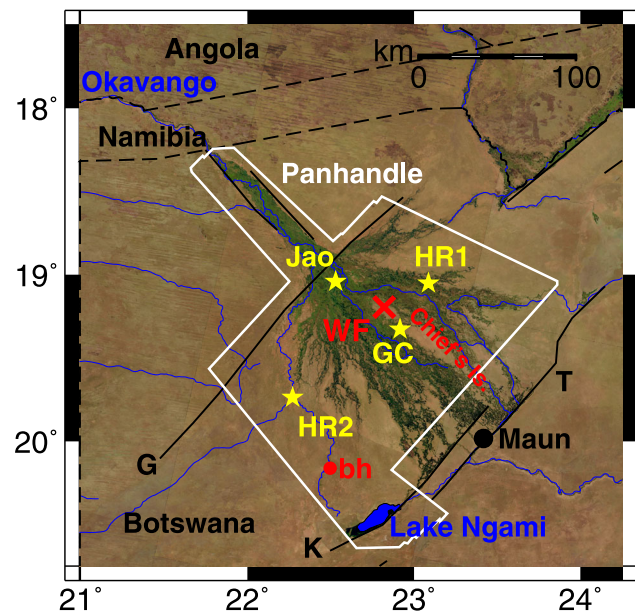 Angola
km
0
100
Okavango
18°
Namibia
Panhandle
Jao
HR1
19°
WF
Chief's Is.
GC
T
HR2
20°
Maun
G
bh
Botswana
Lake Ngami
K
21°
22°
23°
24°